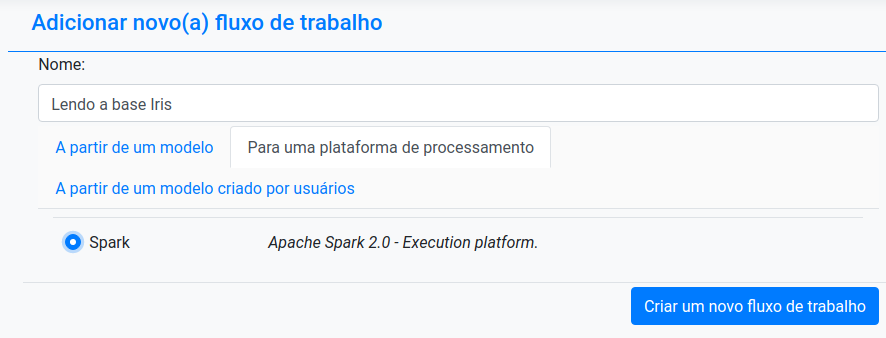 Adicionar novo(a) fluxo de trabalho
Nome:
Lendo a base Iris
A partir de um modelo
Para uma plataforma de processamento
A partir de um modelo criado por usuários
Spark
Apache Spark 2.0 - Execution platform.
Criar um novo fluxo de trabalho